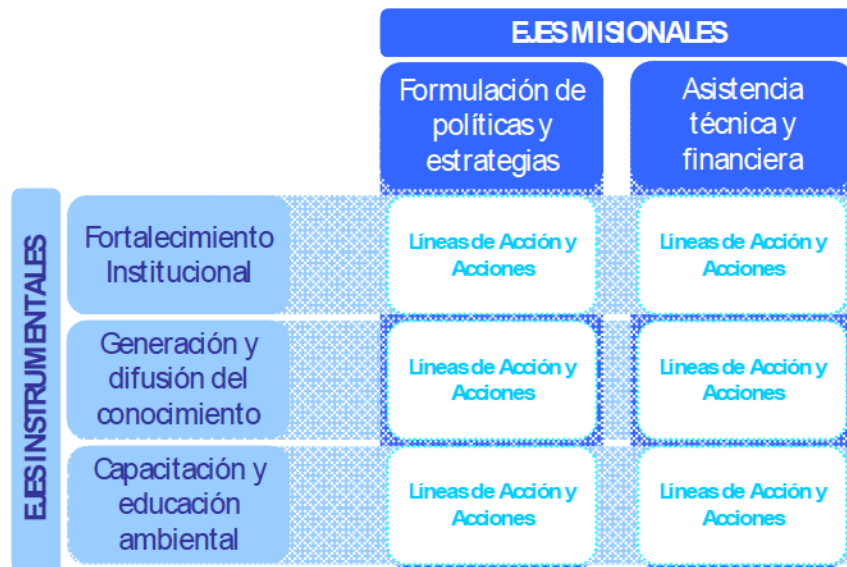 EJES MISIONALES
Formulación de
políticas y
estrategias
Asistencia
técnica y
financiera
EJES INSTRUMENTALES
Fortalecimiento
Institucional
Líneas de Acción y
Acciones
Líneas de Acción y
Acciones
Generación y
difusión del
conocimiento
Líneas de Acción y
Acciones
Líneas de Acción y
Acciones
Capacitación y
educación
ambiental
Líneas de Acción y
Acciones
Líneas de Acción y
Acciones